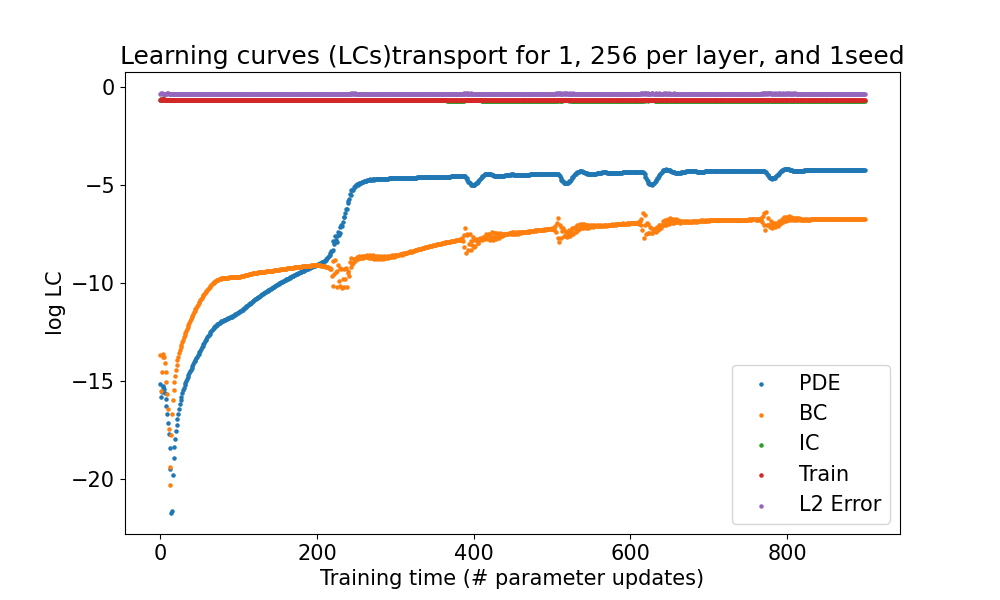 Learning curves (LCs)transport for 1, 256 per layer, and 1seed
0
−5
−10
−15
−20
log LC
PDE
BC
IC
Train
L2 Error
0 200 400 600 800
Training time (# parameter updates)